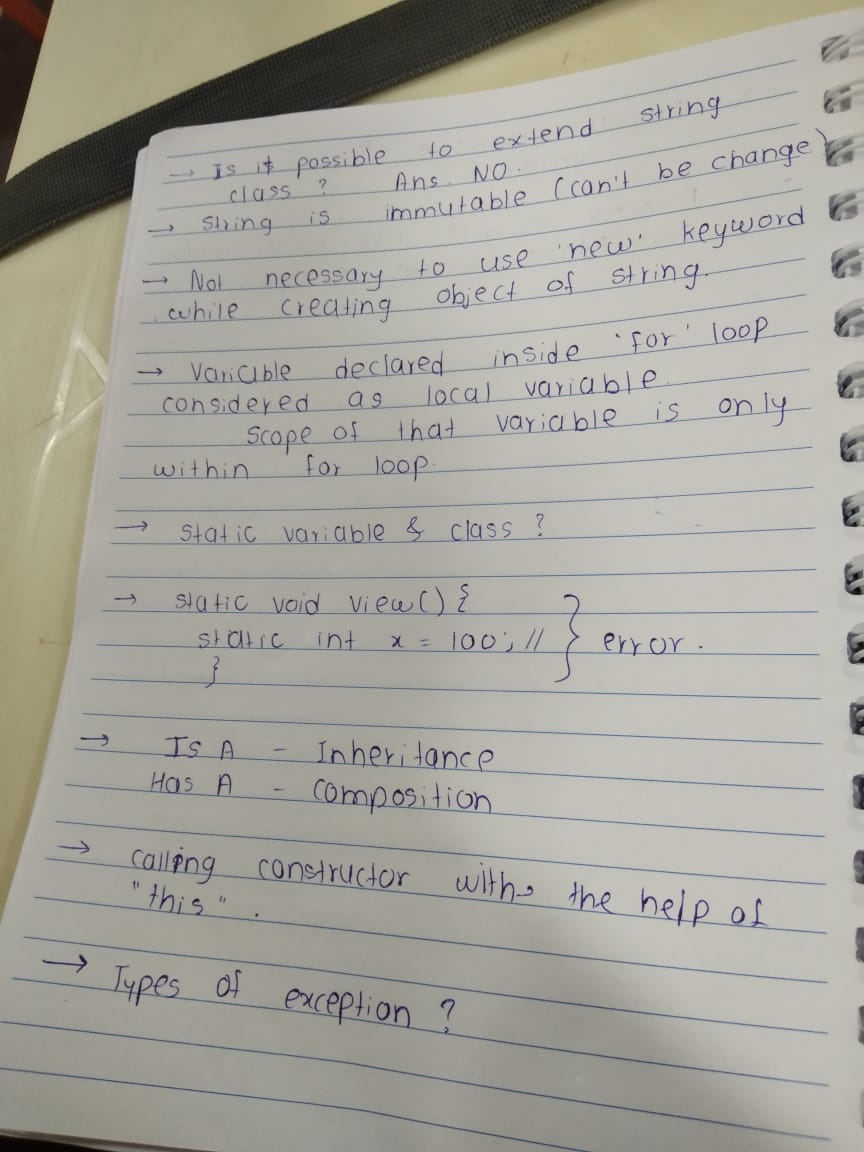 → Is it possible to extend string
class ? Ans. NO.
→ String is immutable (can't be change)
→ Not necessary to use 'new' keyword
while creating object of string.
→ Variable declared inside 'for' loop
considered as local variable.
scope of that variable is only
within for loop.
→ static variable & class ?
→ static void view() {
static int x = 100; // } error.
}
→ Is A - Inheritance
Has A - composition
→ calling constructor with the help of
"this".
→ Types of exception ?